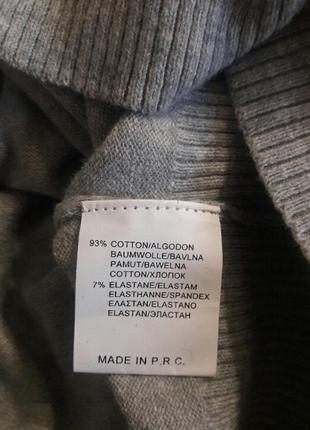 93% COTTON/ALGODON
BAUMWOLLE/BAVLNA
PAMUT/BAWELNA
COTTON/ХЛОПОК
7% ELASTANE/ELASTAM
ELASTHANNE/SPANDEX
ΕΛΑΣΤΑΝ/ELASTANO
ELASTAN/ЭЛАСТАН
MADE IN P.R.C.